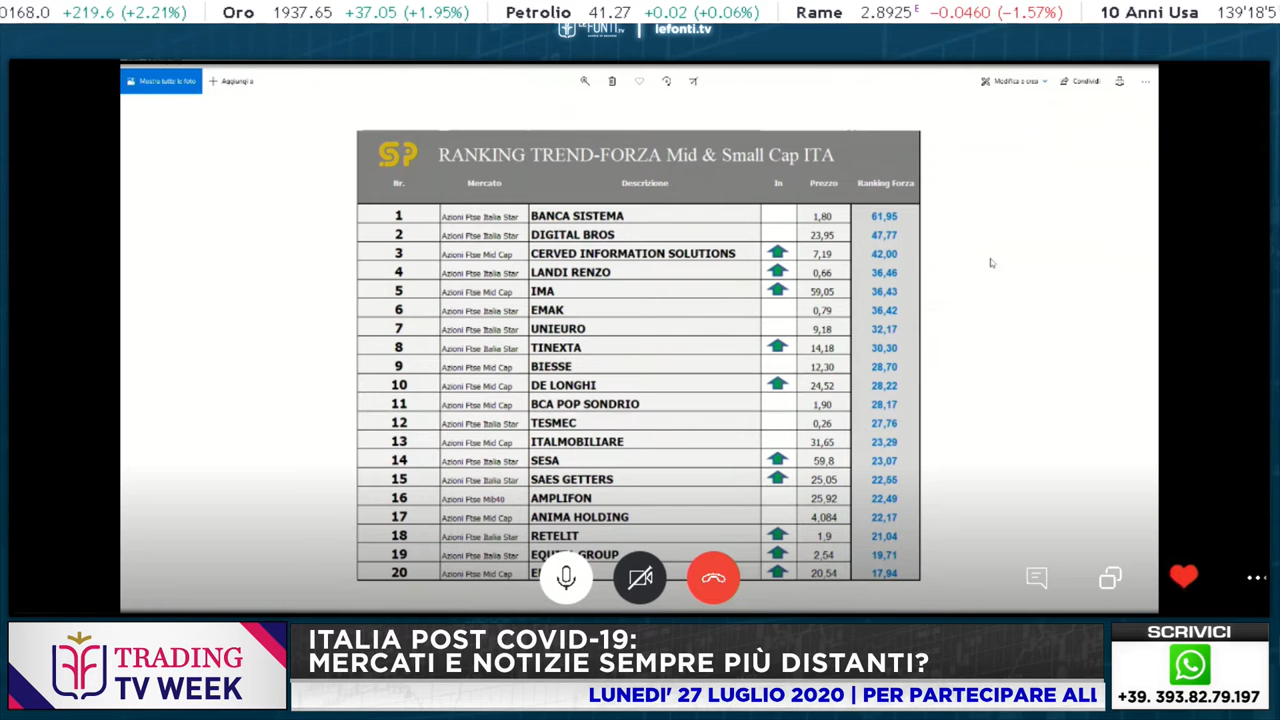 0168.0 +219.6 (+2.21%) Oro 1937.65 +37.05 (+1.95%) Petrolio 41.27 +0.02 (+0.06%) Rame 2.8925E −0.0460 (−1.57%) 10 Anni Usa 139'18'5
LEFONTI.TV lefonti.tv
Mostra tutte le foto Aggiungi a Modifica e crea Condividi
SP RANKING TREND-FORZA Mid & Small Cap ITA
Nr. Mercato Descrizione In Prezzo Ranking Forza
1 Azioni Ftse Italia Star BANCA SISTEMA 1,80 61,95
2 Azioni Ftse Italia Star DIGITAL BROS 23,95 47,77
3 Azioni Ftse Mid Cap CERVED INFORMATION SOLUTIONS 7,19 42,00
4 Azioni Ftse Italia Star LANDI RENZO 0,66 36,46
5 Azioni Ftse Mid Cap IMA 59,05 36,43
6 Azioni Ftse Italia Star EMAK 0,79 36,42
7 Azioni Ftse Italia Star UNIEURO 9,18 32,17
8 Azioni Ftse Italia Star TINEXTA 14,18 30,30
9 Azioni Ftse Mid Cap BIESSE 12,30 28,70
10 Azioni Ftse Mid Cap DE LONGHI 24,52 28,22
11 Azioni Ftse Mid Cap BCA POP SONDRIO 1,90 28,17
12 Azioni Ftse Italia Star TESMEC 0,26 27,76
13 Azioni Ftse Mid Cap ITALMOBILIARE 31,65 23,29
14 Azioni Ftse Italia Star SESA 59,8 23,07
15 Azioni Ftse Italia Star SAES GETTERS 25,05 22,55
16 Azioni Ftse Mib40 AMPLIFON 25,92 22,49
17 Azioni Ftse Mid Cap ANIMA HOLDING 4,084 22,17
18 Azioni Ftse Italia Star RETELIT 1,9 21,04
19 Azioni Ftse Italia Star EQUITA GROUP 2,54 19,71
20 Azioni Ftse Mid Cap 20,54 17,94
TRADING
TV WEEK
ITALIA POST COVID-19:
MERCATI E NOTIZIE SEMPRE PIÙ DISTANTI?
LUNEDI' 27 LUGLIO 2020 | PER PARTECIPARE ALL
SCRIVICI
+39. 393.82.79.197